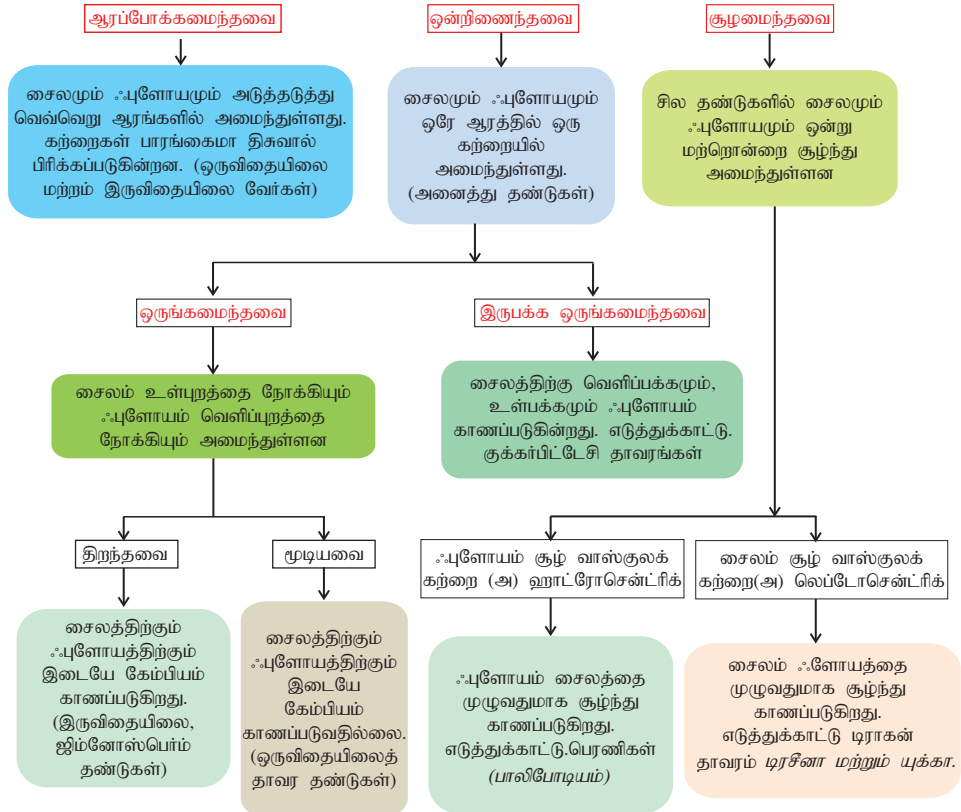 ஆரப்போக்கமைந்தவை
சைலமும் ஃபுளோயமும் அடுத்தடுத்து
வெவ்வெறு ஆரங்களில் அமைந்துள்ளது.
கற்றைகள் பாரங்கைமா திசுவால்
பிரிக்கப்படுகின்றன. (ஒருவிதையிலை
மற்றம் இருவிதையிலை வேர்கள்)
ஒன்றிணைந்தவை
சைலமும் ஃபுளோயமும்
ஒரே ஆரத்தில் ஒரு
கற்றையில்
அமைந்துள்ளது.
(அனைத்து தண்டுகள்)
சூழமைந்தவை
சில தண்டுகளில் சைலமும்
ஃபுளோயமும் ஒன்று
மற்றொன்றை சூழ்ந்து
அமைந்துள்ளன
ஒருங்கமைந்தவை
சைலம் உள்புறத்தை நோக்கியும்
ஃபுளோயம் வெளிப்புறத்தை
நோக்கியும் அமைந்துள்ளன
இருபக்க ஒருங்கமைந்தவை
சைலத்திற்கு வெளிப்பக்கமும்,
உள்பக்கமும் ஃபுளோயம்
காணப்படுகின்றது. எடுத்துக்காட்டு.
குக்கர்பிட்டேசி தாவரங்கள்
திறந்தவை
சைலத்திற்கும்
ஃபுளோயத்திற்கும்
இடையே கேம்பியம்
காணப்படுகிறது.
(இருவிதையிலை,
ஜிம்னோஸ்பெர்ம்
தண்டுகள்)
மூடியவை
சைலத்திற்கும்
ஃபுளோயத்திற்கும்
இடையே
கேம்பியம்
காணப்படுவதில்லை.
(ஒருவிதையிலைத்
தாவர தண்டுகள்)
ஃபுளோயம் சூழ் வாஸ்குலக்
கற்றை (அ) ஹாட்ரோசென்ட்ரிக்
ஃபுளோயம் சைலத்தை
முழுவதுமாக சூழ்ந்து
காணப்படுகிறது.
எடுத்துக்காட்டு.பெரணிகள்
(பாலிபோடியம்)
சைலம் சூழ் வாஸ்குலக்
கற்றை(அ) லெப்டோசென்ட்ரிக்
சைலம் ஃளோயத்தை
முழுவதுமாக சூழ்ந்து
காணப்படுகிறது.
எடுத்துக்காட்டு டிராகன்
தாவரம் டிரசீனா மற்றும் யுக்கா.